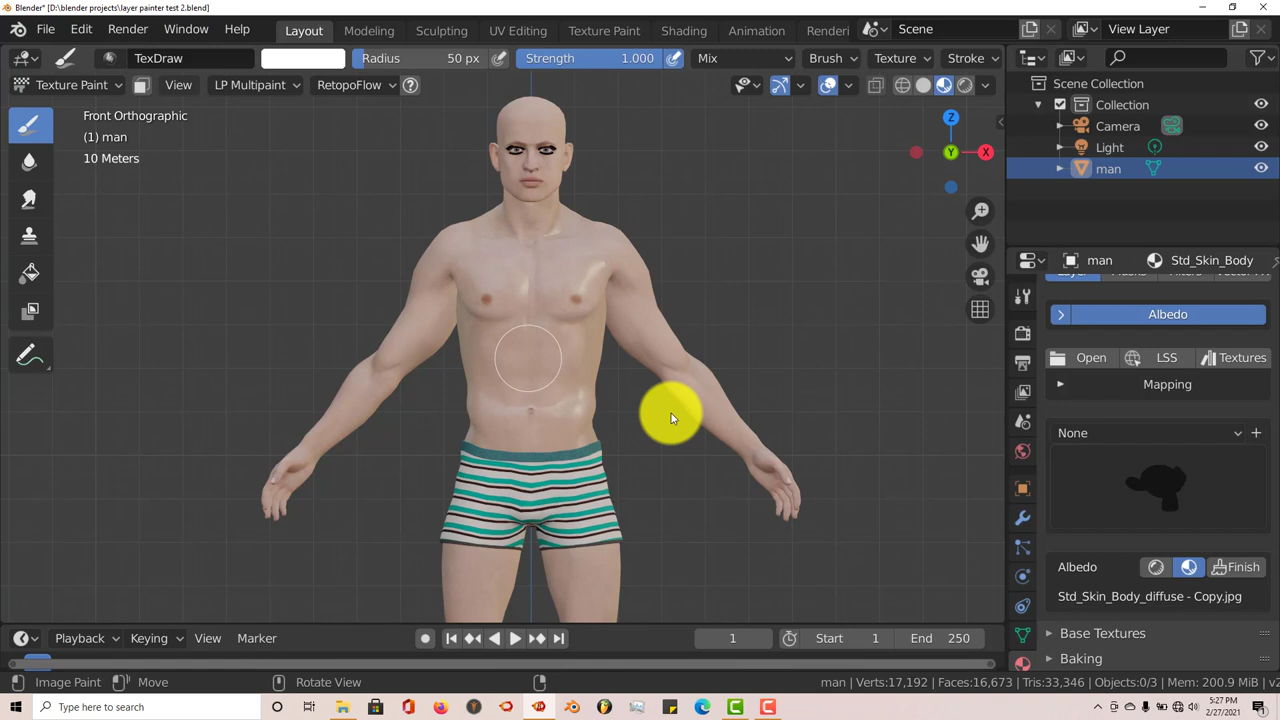 Blender* [D:\blender projects\layer painter test 2.blend]
File Edit Render Window Help Layout Modeling Sculpting UV Editing Texture Paint Shading Animation Renderi Scene View Layer
TexDraw Radius 50 px Strength 1.000 Mix Brush Texture Stroke
Texture Paint View LP Multipaint RetopoFlow
Scene Collection
Collection
Camera
Light
man
Front Orthographic
(1) man
10 Meters
Z
Y
X
man Std_Skin_Body
Albedo
Open LSS Textures
Mapping
None
Albedo Finish
Std_Skin_Body_diffuse - Copy.jpg
Base Textures
Baking
Playback Keying View Marker 1 Start 1 End 250
Image Paint Move Rotate View man | Verts:17,192 | Faces:16,673 | Tris:33,346 | Objects:0/3 | Mem: 200.9 MiB | v2
Type here to search
5:27 PM
2/27/2021